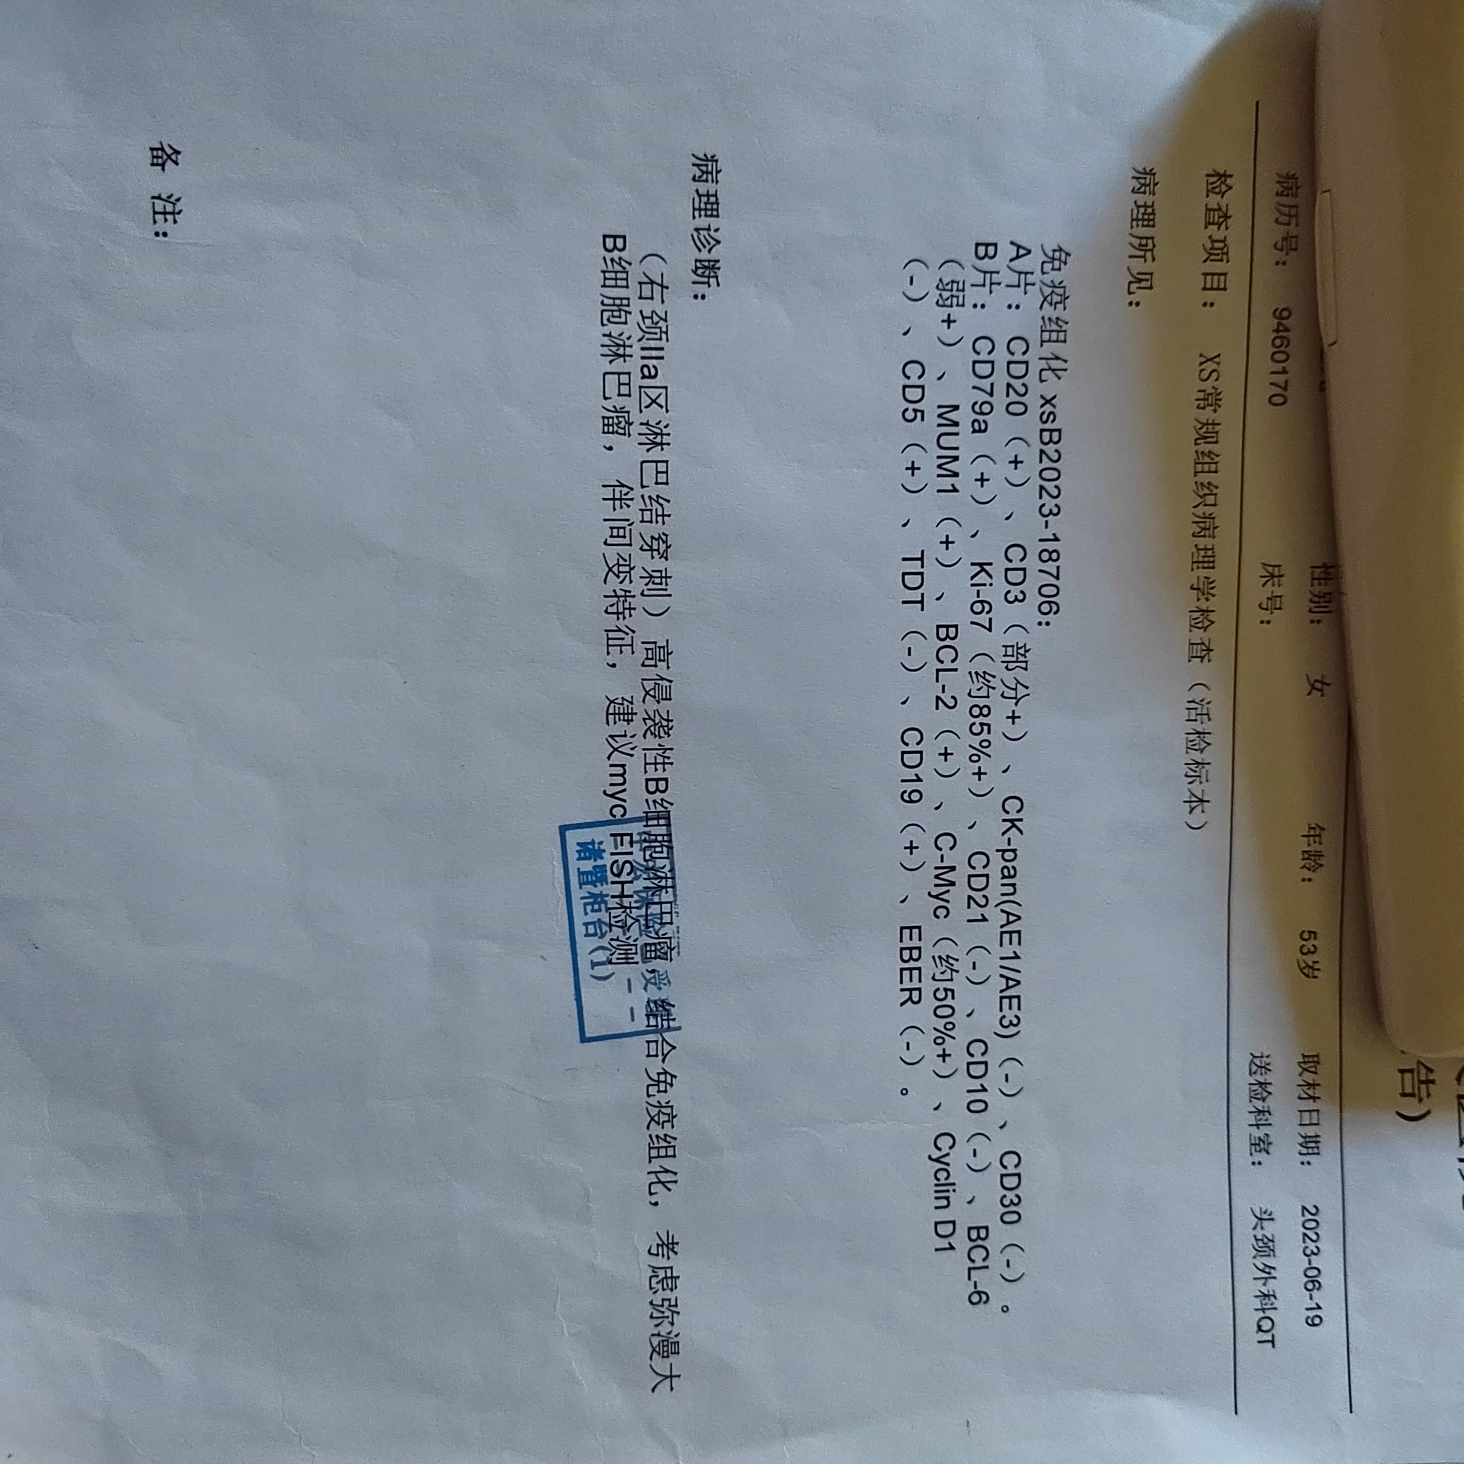 告）
性别： 女 年龄： 53岁 取材日期： 2023-06-19
病历号： 9460170 床号： 送检科室： 头颈外科QT
检查项目： XS常规组织病理学检查（活检标本）
病理所见：
免疫组化 xsB2023-18706：
A片：CD20（+）、CD3（部分+）、CK-pan(AE1/AE3)（-）、CD30（-）。
B片：CD79a（+）、Ki-67（约85%+）、CD21（-）、CD10（-）、BCL-6
（弱+）、MUM1（+）、BCL-2（+）、C-Myc（约50%+）、Cyclin D1
（-）、CD5（+）、TDT（-）、CD19（+）、EBER（-）。
病理诊断：
（右颈IIa区淋巴结穿刺）高侵袭性B细胞淋巴瘤，结合免疫组化，考虑弥漫大
B细胞淋巴瘤，伴间变特征，建议myc FISH检测
诸暨柜台(1)
备 注：